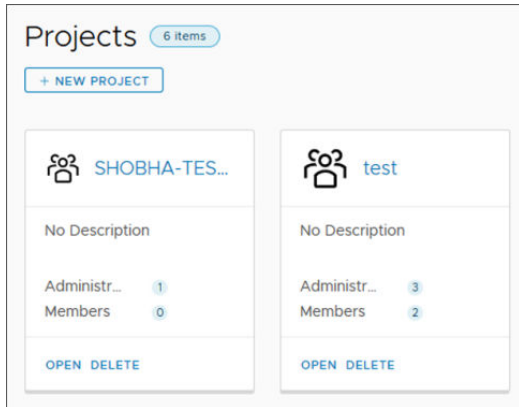 Projects 6 items
+ NEW PROJECT
SHOBHA-TES...
No Description
Administr... 1
Members 0
OPEN DELETE
test
No Description
Administr... 3
Members 2
OPEN DELETE